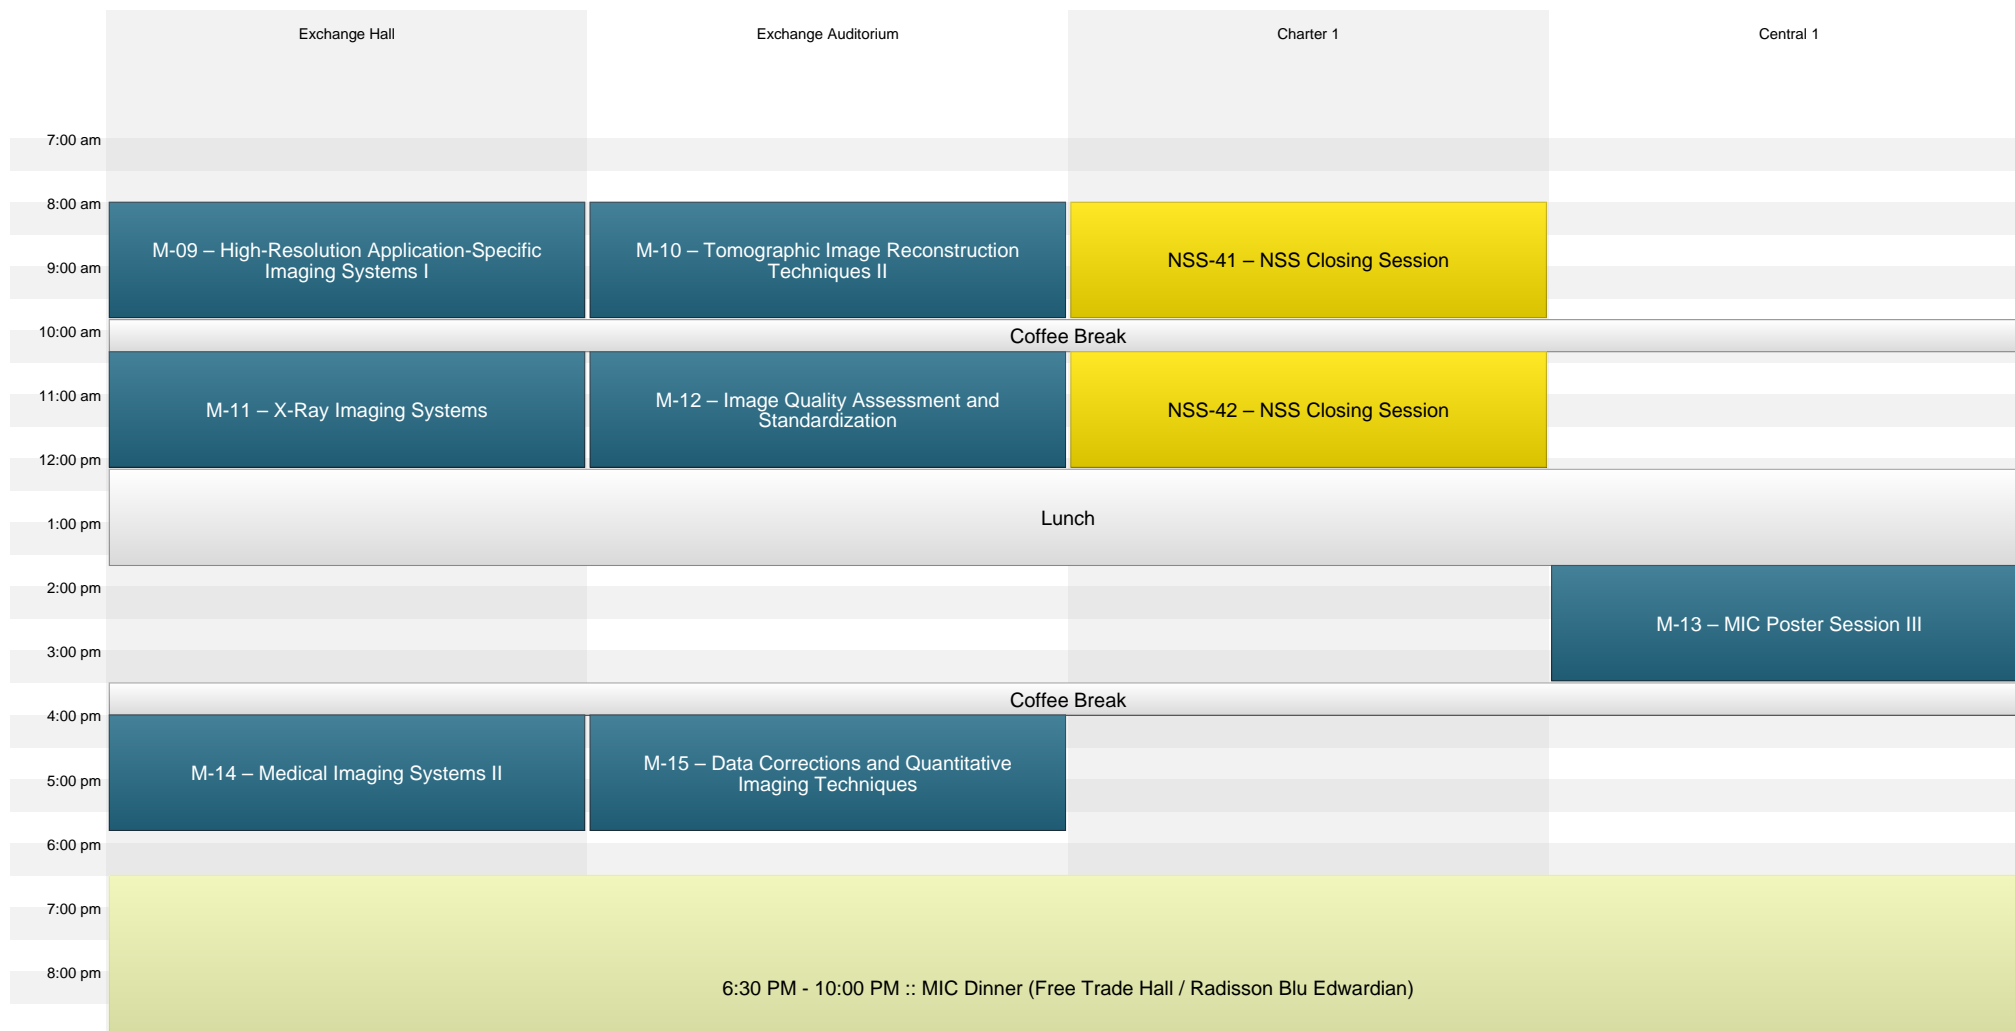 Exchange Hall
Exchange Auditorium
Charter 1
Central 1
7:00 am
8:00 am
M-09 – High-Resolution Application-Specific
Imaging Systems I
M-10 – Tomographic Image Reconstruction
Techniques II
NSS-41 – NSS Closing Session
9:00 am
10:00 am
Coffee Break
11:00 am
M-11 – X-Ray Imaging Systems
M-12 – Image Quality Assessment and
Standardization
NSS-42 – NSS Closing Session
12:00 pm
1:00 pm
Lunch
2:00 pm
M-13 – MIC Poster Session III
3:00 pm
Coffee Break
4:00 pm
M-14 – Medical Imaging Systems II
M-15 – Data Corrections and Quantitative
Imaging Techniques
5:00 pm
6:00 pm
7:00 pm
8:00 pm
6:30 PM - 10:00 PM :: MIC Dinner (Free Trade Hall / Radisson Blu Edwardian)